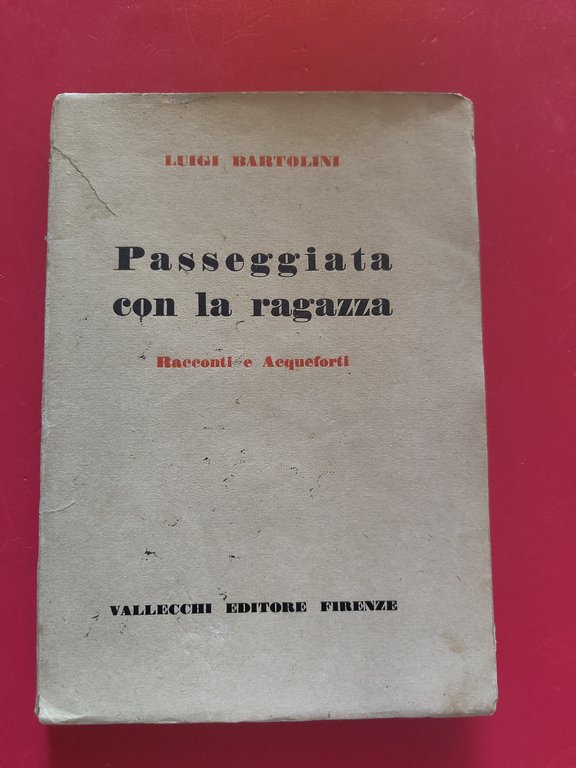 LUIGI BARTOLINI
Passeggiata
con la ragazza
Racconti e Acqueforti
VALLECCHI EDITORE FIRENZE